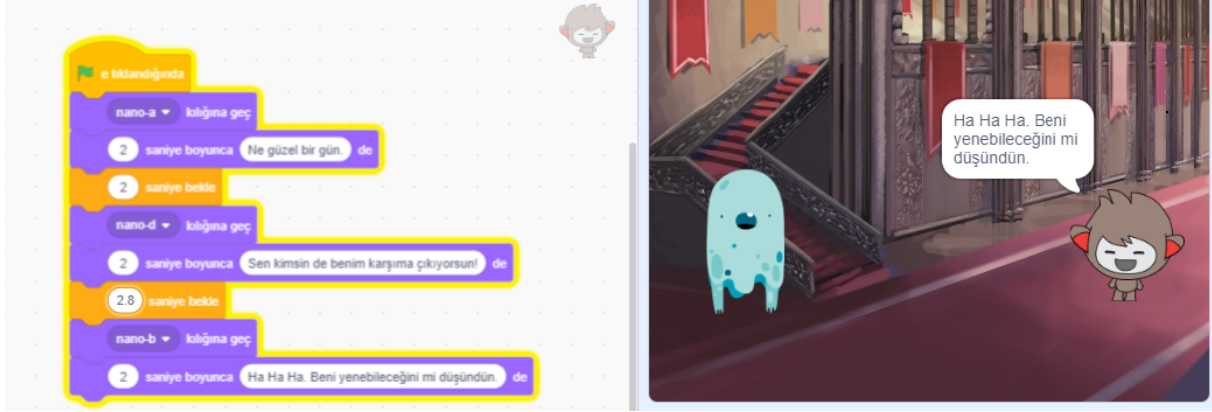 e tıklandığında
nano-a kılığına geç
2 saniye boyunca Ne güzel bir gün. de
2 saniye bekle
nano-d kılığına geç
2 saniye boyunca Sen kimsin de benim karşıma çıkıyorsun! de
2.8 saniye bekle
nano-b kılığına geç
2 saniye boyunca Ha Ha Ha. Beni yenebileceğini mi düşündün. de
Ha Ha Ha. Beni
yenebileceğini mi
düşündün.